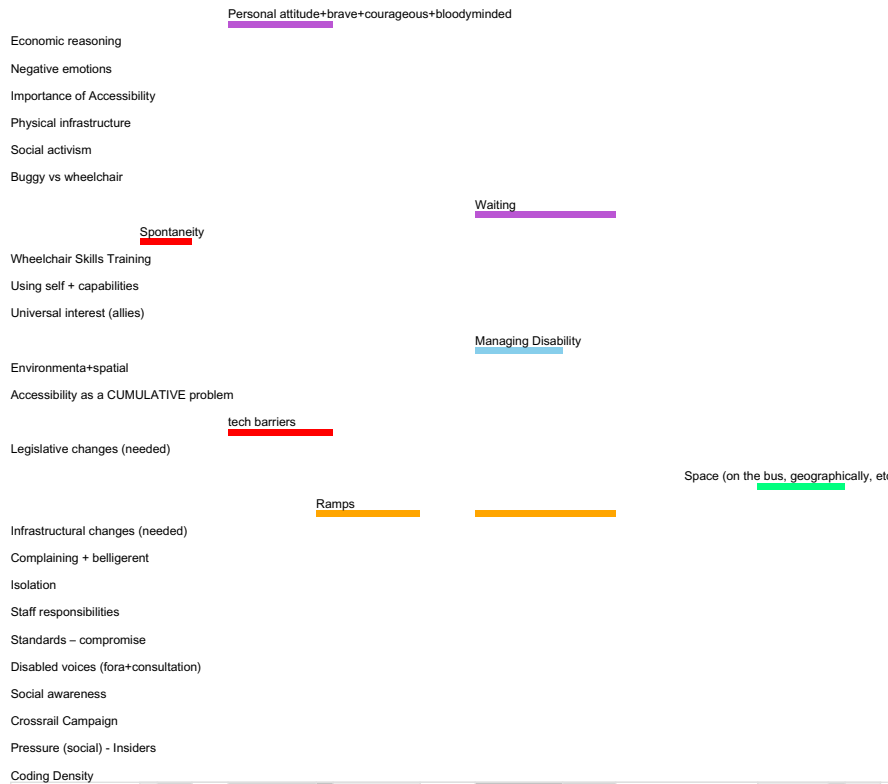 Personal attitude+brave+courageous+bloodyminded
Economic reasoning
Negative emotions
Importance of Accessibility
Physical infrastructure
Social activism
Buggy vs wheelchair
Waiting
Spontaneity
Wheelchair Skills Training
Using self + capabilities
Universal interest (allies)
Managing Disability
Environmenta+spatial
Accessibility as a CUMULATIVE problem
tech barriers
Legislative changes (needed)
Space (on the bus, geographically, etc
Ramps
Infrastructural changes (needed)
Complaining + belligerent
Isolation
Staff responsibilities
Standards – compromise
Disabled voices (fora+consultation)
Social awareness
Crossrail Campaign
Pressure (social) - Insiders
Coding Density